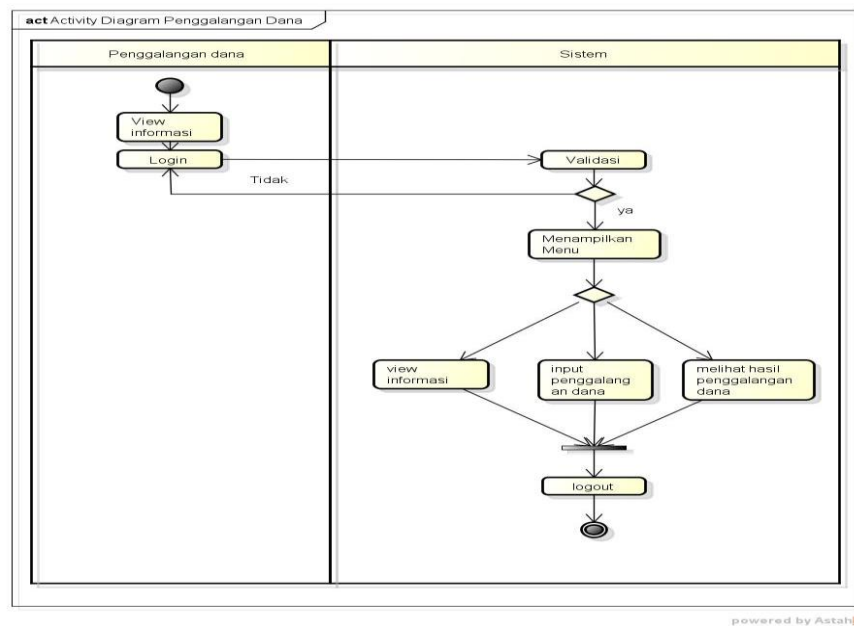 act Activity Diagram Penggalangan Dana
Penggalangan dana
Sistem
View
informasi
Login
Validasi
Tidak
ya
Menampilkan
Menu
view
informasi
input
penggalang
an dana
melihat hasil
penggalangan
dana
logout
powered by Astah